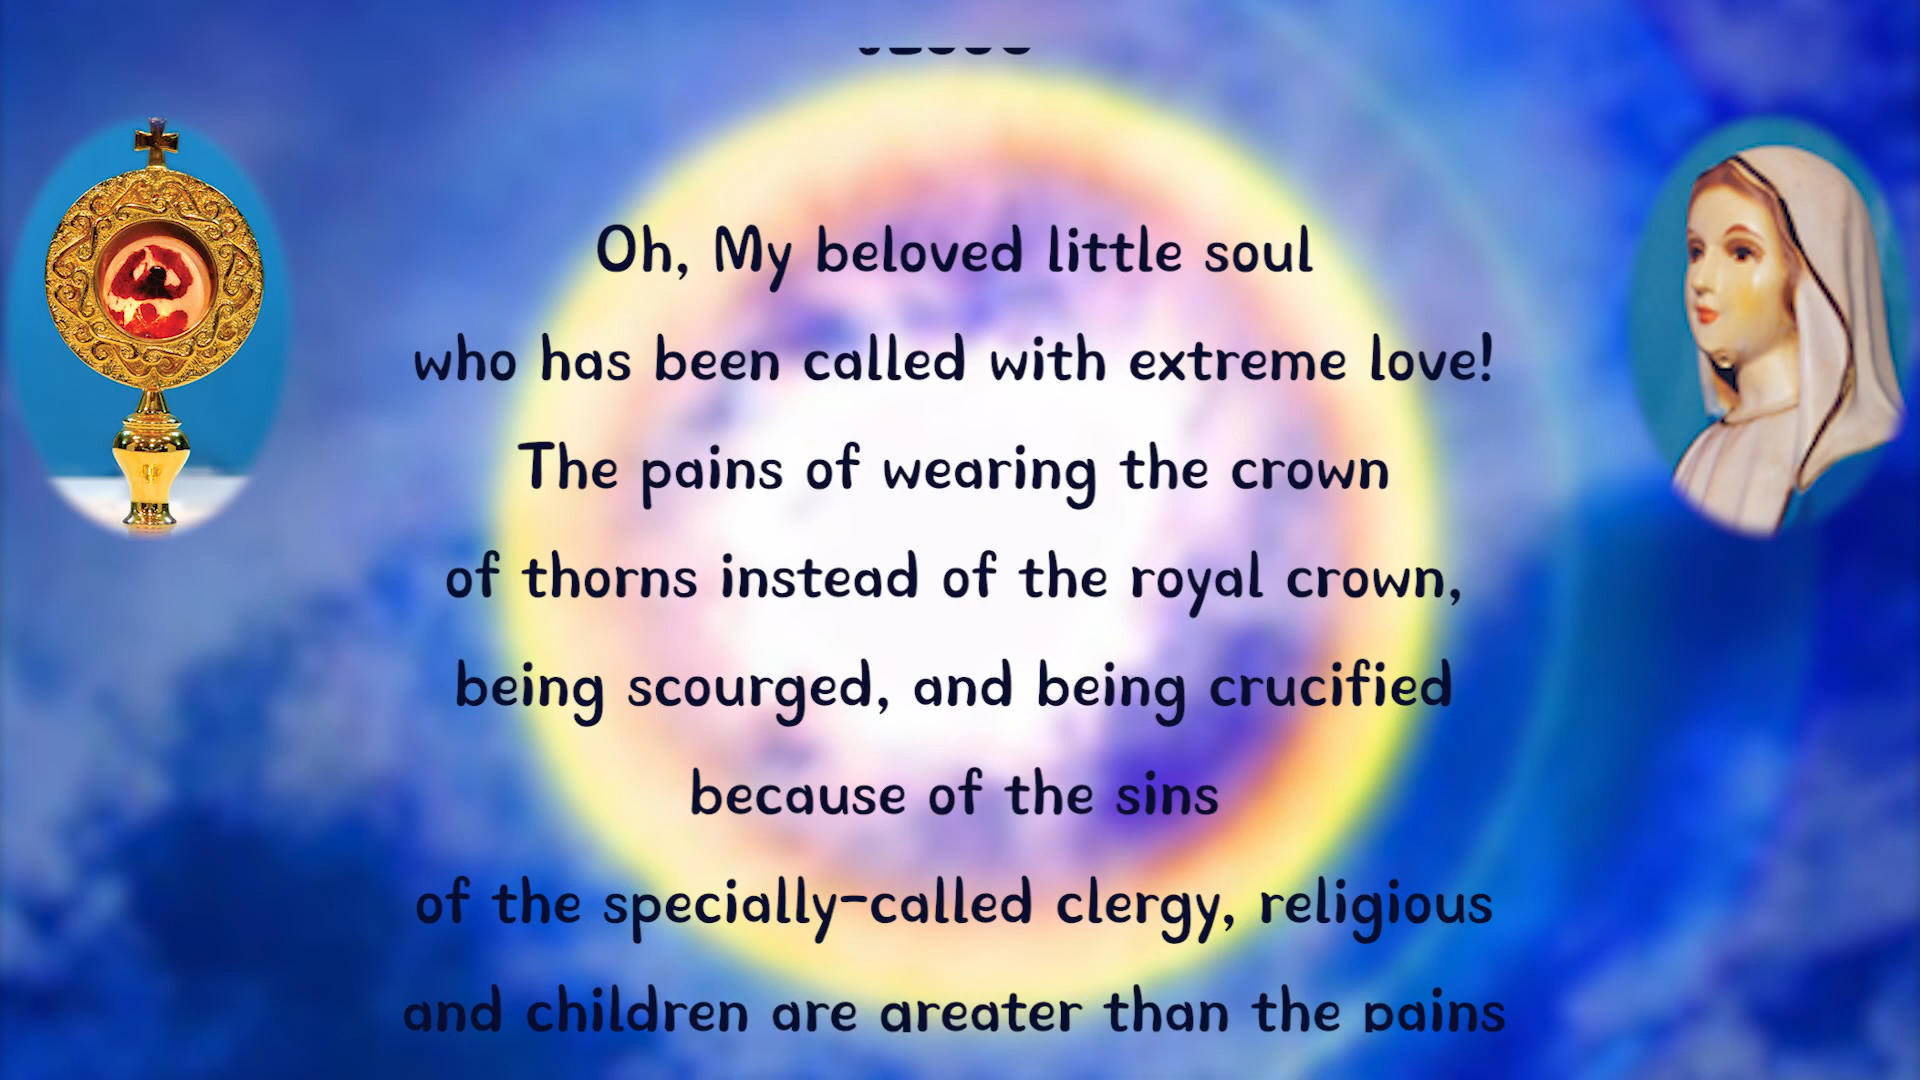 Oh, My beloved little soul
who has been called with extreme love!
The pains of wearing the crown
of thorns instead of the royal crown,
being scourged, and being crucified
because of the sins
of the specially-called clergy, religious
and children are greater than the pains